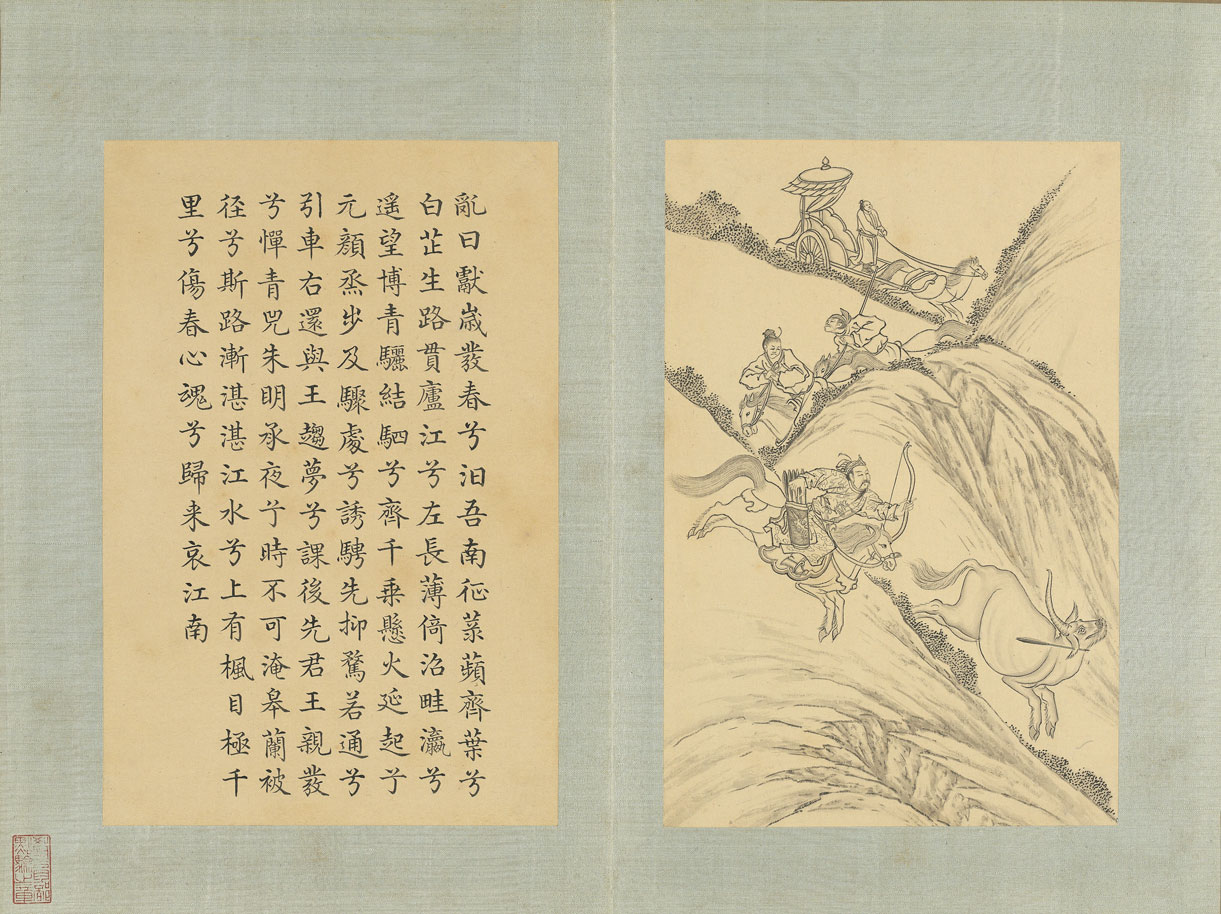 亂曰獻歲發春兮汩吾南征菉蘋齊葉兮
白芷生路貫廬江兮左長薄倚沼畦瀛兮
遥望博青驪結駟兮齊千乗懸火延起兮
元顏烝步及驟處兮誘騁先抑騖若通兮
引車右還與王趨夢兮課後先君王親發
兮憚青兕朱明承夜兮時不可淹皋蘭被
徑兮斯路漸湛湛江水兮上有楓目極千
里兮傷春心魂兮歸来哀江南